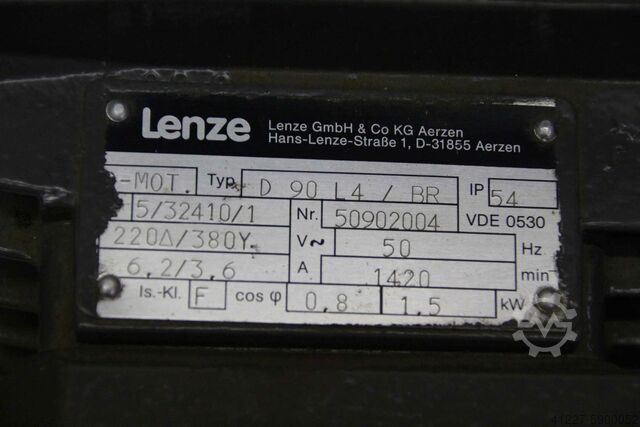 Lenze Lenze GmbH & Co KG Aerzen
Hans-Lenze-Straße 1, D-31855 Aerzen
-MOT. Typ D 90 L4 / BR IP 54
5/32410/1 Nr. 50902004 VDE 0530
220Δ/380Y V~ 50 Hz
6,2/3,6 A 1420 min
Is.-Kl. F cos φ 0,8 1,5 kW
41227 5900052